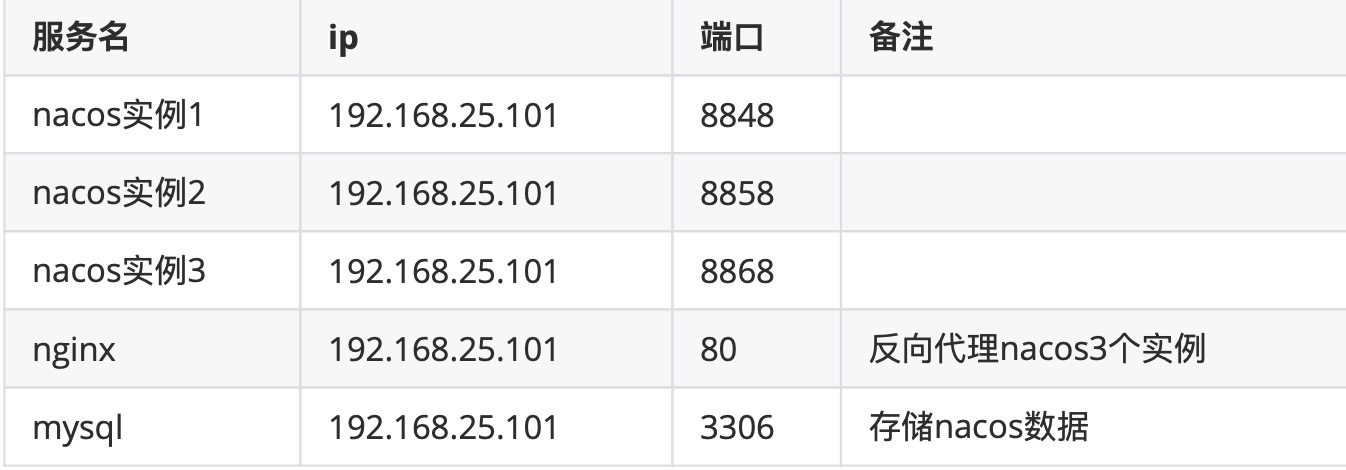 服务名 ip 端口 备注
nacos实例1 192.168.25.101 8848
nacos实例2 192.168.25.101 8858
nacos实例3 192.168.25.101 8868
nginx 192.168.25.101 80 反向代理nacos3个实例
mysql 192.168.25.101 3306 存储nacos数据